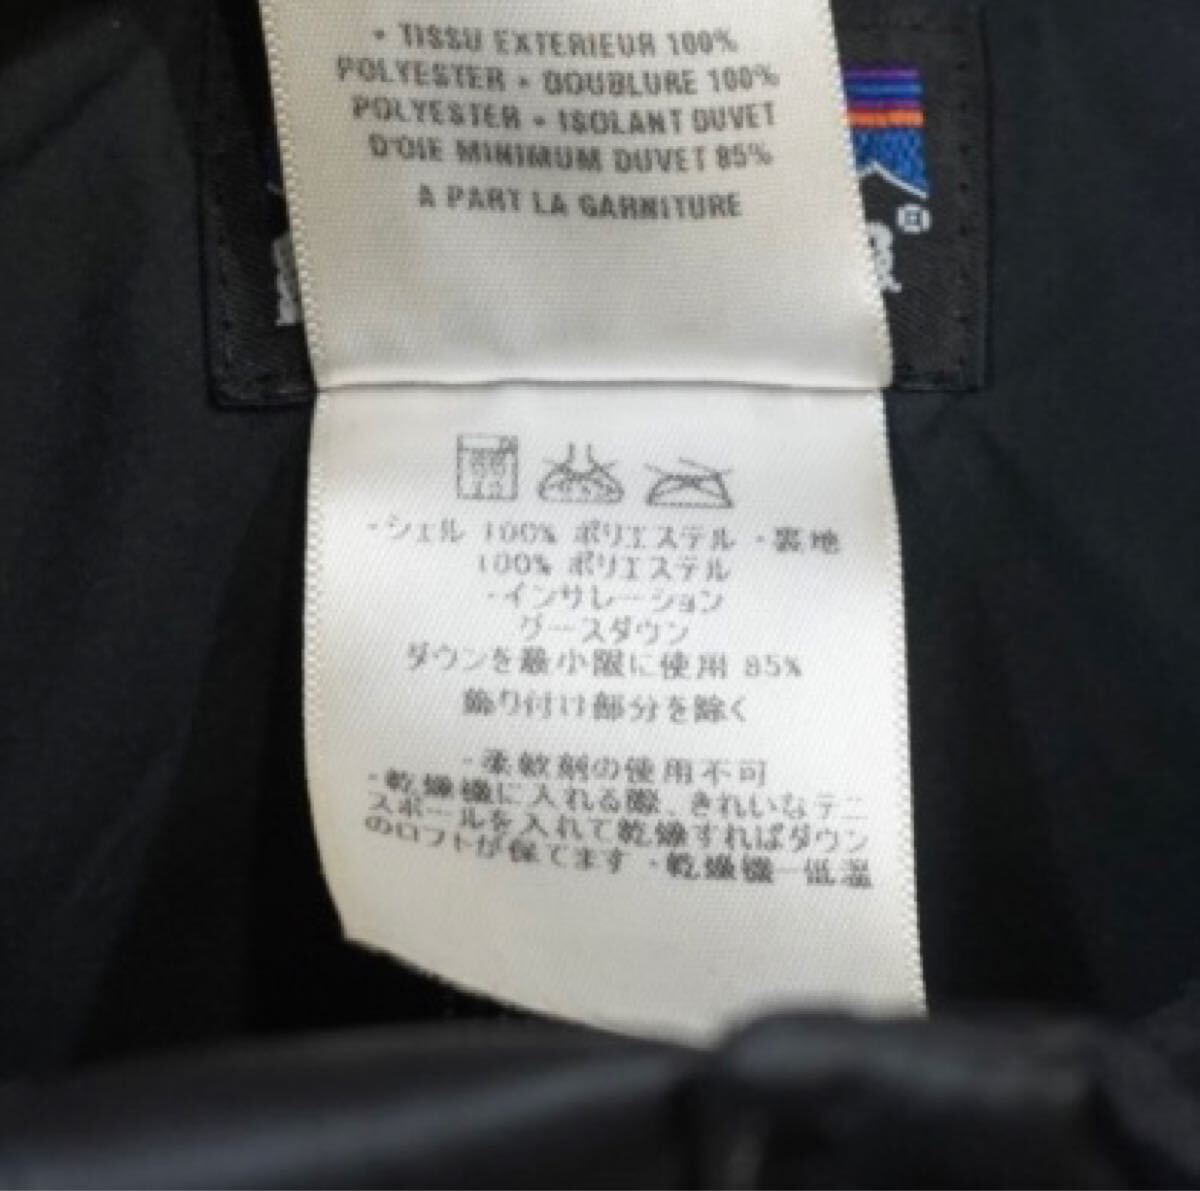 • TISSU EXTERIEUR 100%
POLYESTER • DOUBLURE 100%
POLYESTER • ISOLANT DUVET
D'OIE MINIMUM DUVET 85%
A PART LA GARNITURE
®
40
・シェル 100% ポリエステル ・裏地
100% ポリエステル
・インサレーション
グースダウン
ダウンを最小限に使用 85%
飾り付け部分を除く
・柔軟剤の使用不可
・乾燥機に入れる際、きれいなテニ
スボールを入れて乾燥すればダウン
のロフトが保てます ・乾燥機―低温